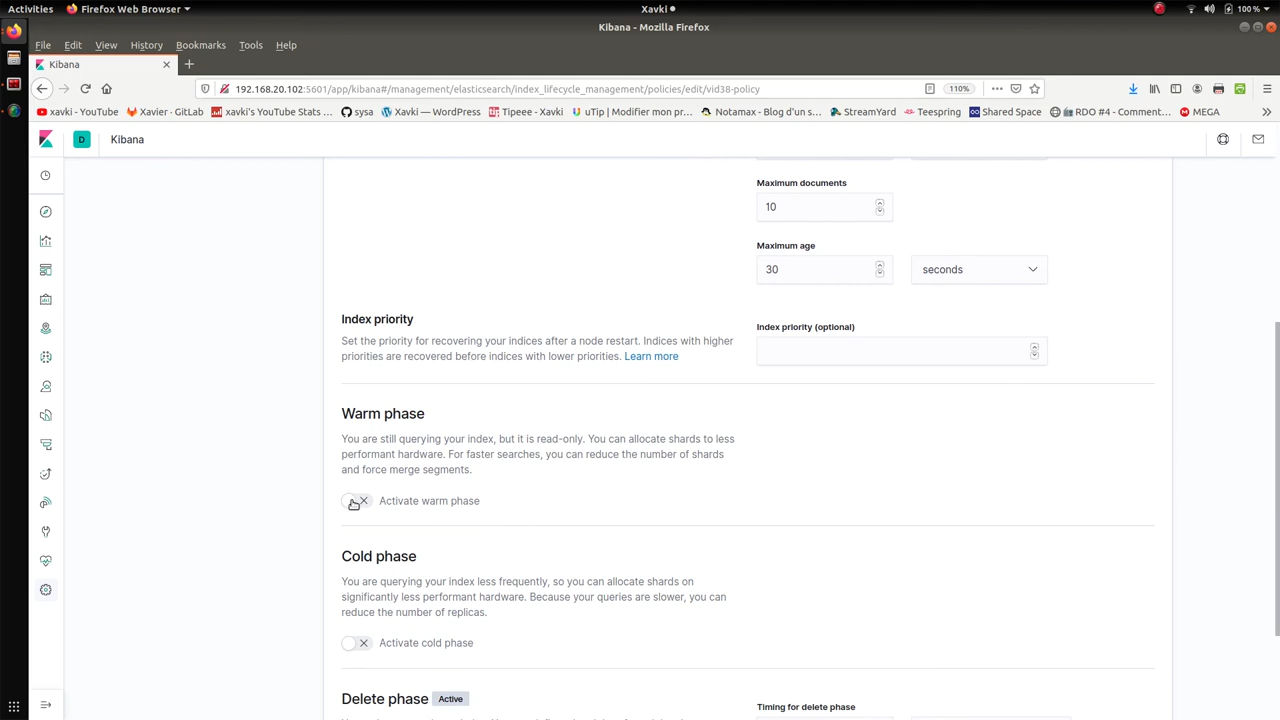 Activities
Firefox Web Browser
Xavki
100 %
Kibana - Mozilla Firefox
File Edit View History Bookmarks Tools Help
Kibana
192.168.20.102:5601/app/kibana#/management/elasticsearch/index_lifecycle_management/policies/edit/vid38-policy
110%
xavki - YouTube
Xavier · GitLab
xavki's YouTube Stats ...
sysa
Xavki — WordPress
Tipeee - Xavki
uTip | Modifier mon pr...
Notamax - Blog d'un s...
StreamYard
Teespring
Shared Space
RDO #4 - Comment...
MEGA
D
Kibana
Maximum documents
10
Maximum age
30
seconds
Index priority
Set the priority for recovering your indices after a node restart. Indices with higher
priorities are recovered before indices with lower priorities. Learn more
Index priority (optional)
Warm phase
You are still querying your index, but it is read-only. You can allocate shards to less
performant hardware. For faster searches, you can reduce the number of shards
and force merge segments.
Activate warm phase
Cold phase
You are querying your index less frequently, so you can allocate shards on
significantly less performant hardware. Because your queries are slower, you can
reduce the number of replicas.
Activate cold phase
Delete phase
Active
Timing for delete phase